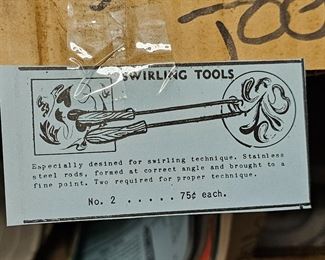 SWIRLING TOOLS
Especially desined for swirling technique. Stainless
steel rods, formed at correct angle and brought to a
fine point. Two required for proper technique.
No. 2 ..... 75¢ each.